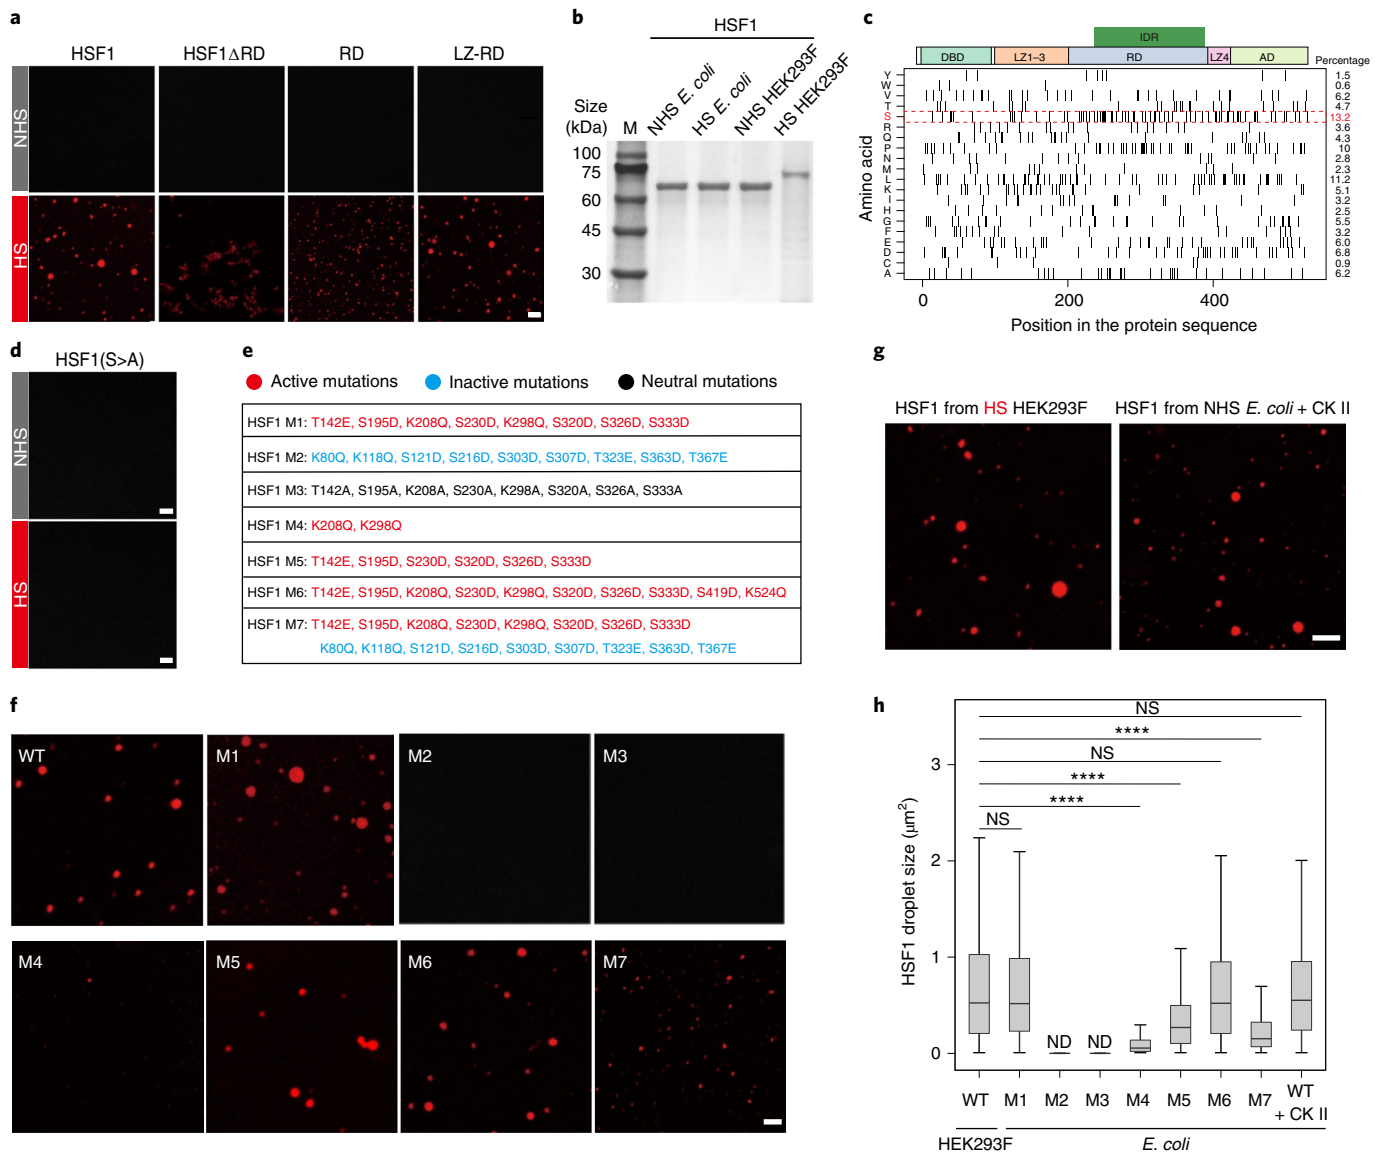 a
HSF1
HSF1ΔRD
RD
LZ-RD
NHS
HS
b
HSF1
Size
(kDa)
M
NHS E. coli
HS E. coli
NHS HEK293F
HS HEK293F
100
75
60
45
30
c
IDR
DBD
LZ1–3
RD
LZ4
AD
Percentage
Amino acid
Y 1.5
W 0.6
V 6.2
T 4.7
S 13.2
R 3.6
Q 4.3
P 10
N 2.8
M 2.3
L 11.2
K 5.1
I 3.2
H 2.5
G 5.5
F 3.2
E 6.0
D 6.8
C 0.9
A 6.2
0 200 400
Position in the protein sequence
d
HSF1(S>A)
NHS
HS
e
Active mutations
Inactive mutations
Neutral mutations
HSF1 M1: T142E, S195D, K208Q, S230D, K298Q, S320D, S326D, S333D
HSF1 M2: K80Q, K118Q, S121D, S216D, S303D, S307D, T323E, S363D, T367E
HSF1 M3: T142A, S195A, K208A, S230A, K298A, S320A, S326A, S333A
HSF1 M4: K208Q, K298Q
HSF1 M5: T142E, S195D, S230D, S320D, S326D, S333D
HSF1 M6: T142E, S195D, K208Q, S230D, K298Q, S320D, S326D, S333D, S419D, K524Q
HSF1 M7: T142E, S195D, K208Q, S230D, K298Q, S320D, S326D, S333D
K80Q, K118Q, S121D, S216D, S303D, S307D, T323E, S363D, T367E
g
HSF1 from HS HEK293F
HSF1 from NHS E. coli + CK II
f
WT
M1
M2
M3
M4
M5
M6
M7
h
HSF1 droplet size (μm²)
3
2
1
0
NS
****
NS
****
****
NS
ND
ND
WT M1 M2 M3 M4 M5 M6 M7 WT
+ CK II
HEK293F
E. coli